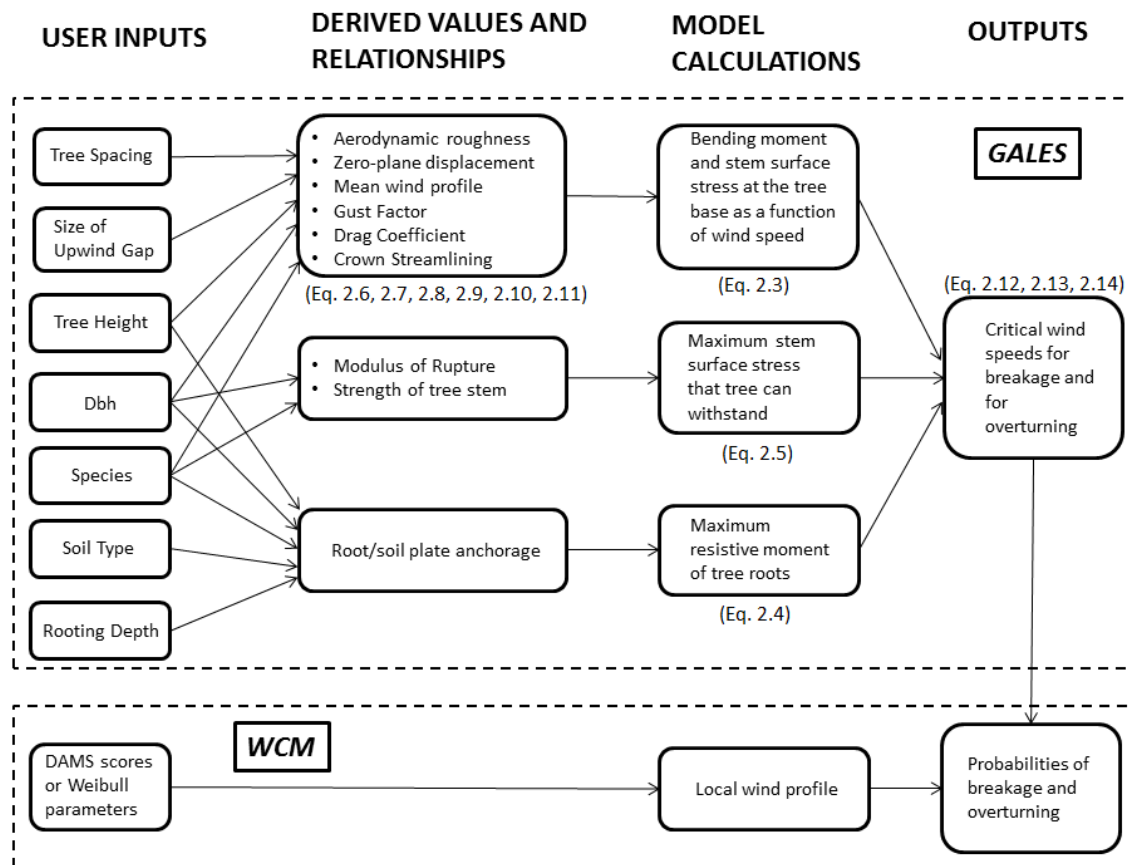 USER INPUTS
DERIVED VALUES AND
RELATIONSHIPS
MODEL
CALCULATIONS
OUTPUTS
GALES
Tree Spacing
Size of
Upwind Gap
Tree Height
Dbh
Species
Soil Type
Rooting Depth
• Aerodynamic roughness
• Zero-plane displacement
• Mean wind profile
• Gust Factor
• Drag Coefficient
• Crown Streamlining
(Eq. 2.6, 2.7, 2.8, 2.9, 2.10, 2.11)
• Modulus of Rupture
• Strength of tree stem
Root/soil plate anchorage
Bending moment
and stem surface
stress at the tree
base as a function
of wind speed
(Eq. 2.3)
Maximum stem
surface stress
that tree can
withstand
(Eq. 2.5)
Maximum
resistive moment
of tree roots
(Eq. 2.4)
(Eq. 2.12, 2.13, 2.14)
Critical wind
speeds for
breakage and
for
overturning
WCM
DAMS scores
or Weibull
parameters
Local wind profile
Probabilities of
breakage and
overturning